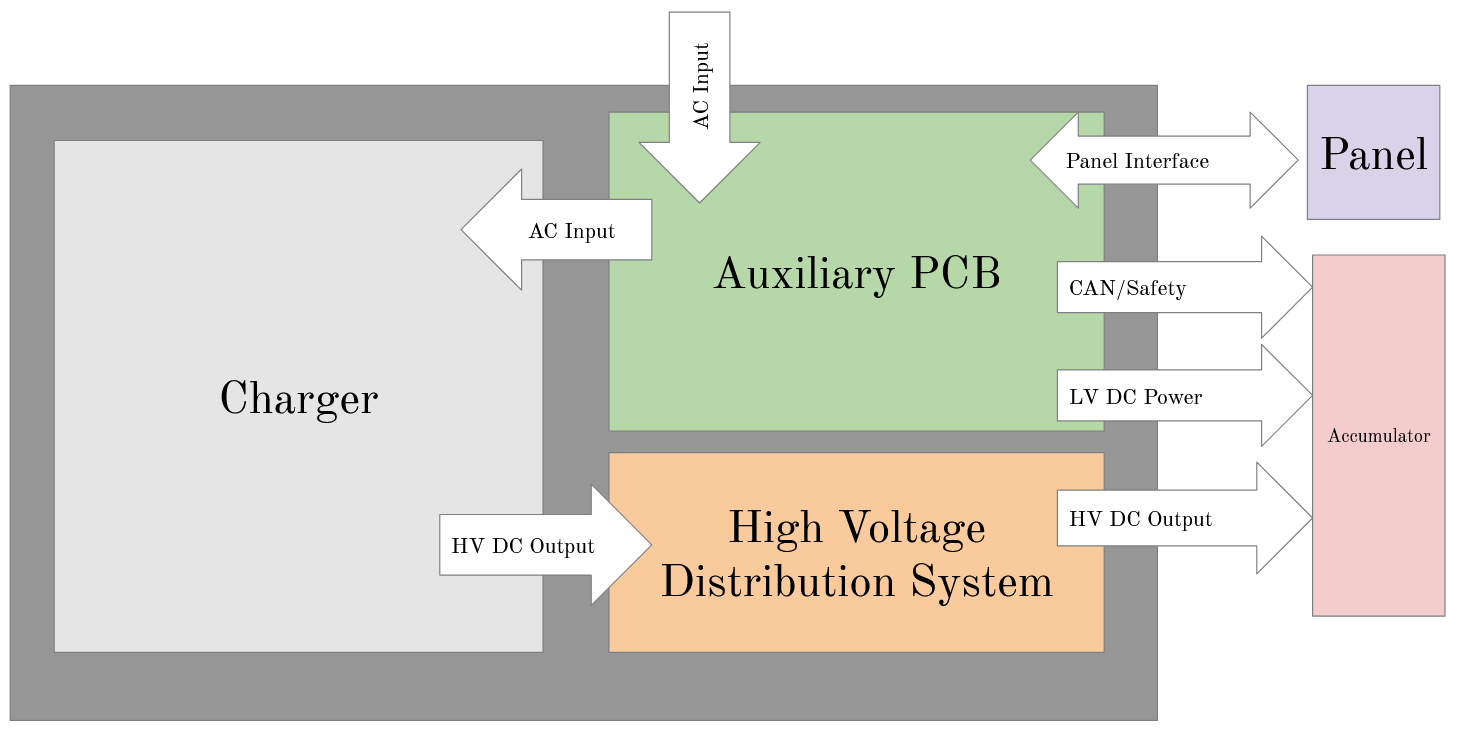 AC Input
Panel Interface
Panel
AC Input
Auxiliary PCB
CAN/Safety
Charger
LV DC Power
Accumulator
HV DC Output
High Voltage
Distribution System
HV DC Output